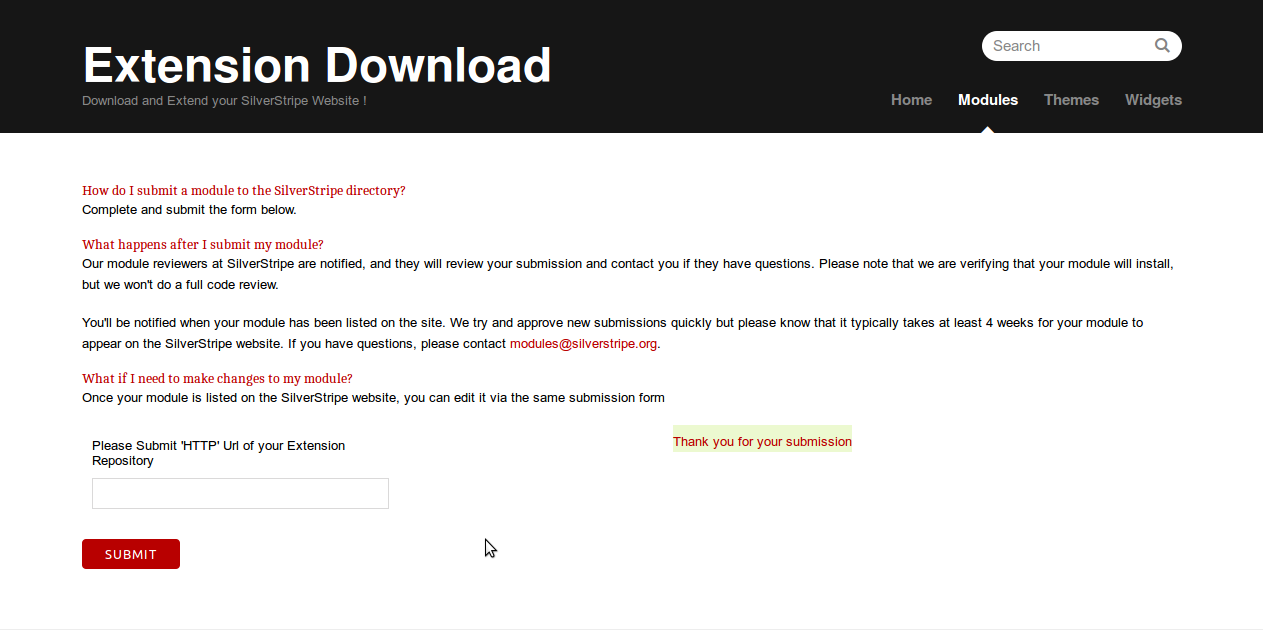 Extension Download
Download and Extend your SilverStripe Website !
Search
Home Modules Themes Widgets
How do I submit a module to the SilverStripe directory?
Complete and submit the form below.
What happens after I submit my module?
Our module reviewers at SilverStripe are notified, and they will review your submission and contact you if they have questions. Please note that we are verifying that your module will install,
but we won't do a full code review.
You'll be notified when your module has been listed on the site. We try and approve new submissions quickly but please know that it typically takes at least 4 weeks for your module to
appear on the SilverStripe website. If you have questions, please contact modules@silverstripe.org.
What if I need to make changes to my module?
Once your module is listed on the SilverStripe website, you can edit it via the same submission form
Please Submit 'HTTP' Url of your Extension
Repository
Thank you for your submission
SUBMIT